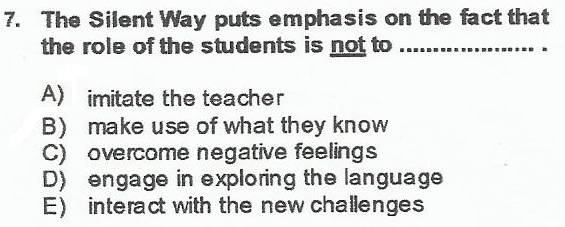 7. The Silent Way puts emphasis on the fact that
the role of the students is not to ..................... .
A) imitate the teacher
B) make use of what they know
C) overcome negative feelings
D) engage in exploring the language
E) interact with the new challenges